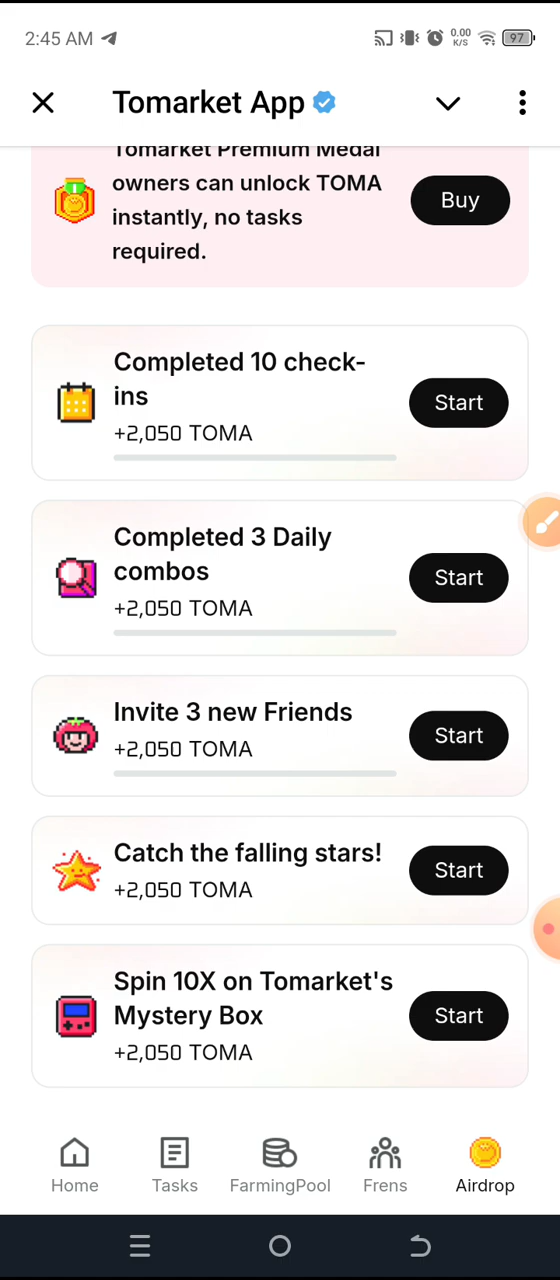 2:45 AM
0.00
K/S
97
Tomarket App
Tomarket Premium Medal
owners can unlock TOMA
instantly, no tasks
required.
Buy
Completed 10 check-
ins
+2,050 TOMA
Start
Completed 3 Daily
combos
+2,050 TOMA
Start
Invite 3 new Friends
+2,050 TOMA
Start
Catch the falling stars!
+2,050 TOMA
Start
Spin 10X on Tomarket's
Mystery Box
+2,050 TOMA
Start
Home
Tasks
FarmingPool
Frens
Airdrop